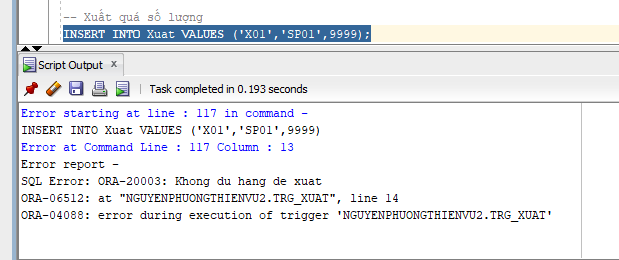 -- Xuất quá số lượng
INSERT INTO Xuat VALUES ('X01','SP01',9999);
Script Output x
Task completed in 0.193 seconds
Error starting at line : 117 in command -
INSERT INTO Xuat VALUES ('X01','SP01',9999)
Error at Command Line : 117 Column : 13
Error report -
SQL Error: ORA-20003: Khong du hang de xuat
ORA-06512: at "NGUYENPHUONGTHIENVU2.TRG_XUAT", line 14
ORA-04088: error during execution of trigger 'NGUYENPHUONGTHIENVU2.TRG_XUAT'